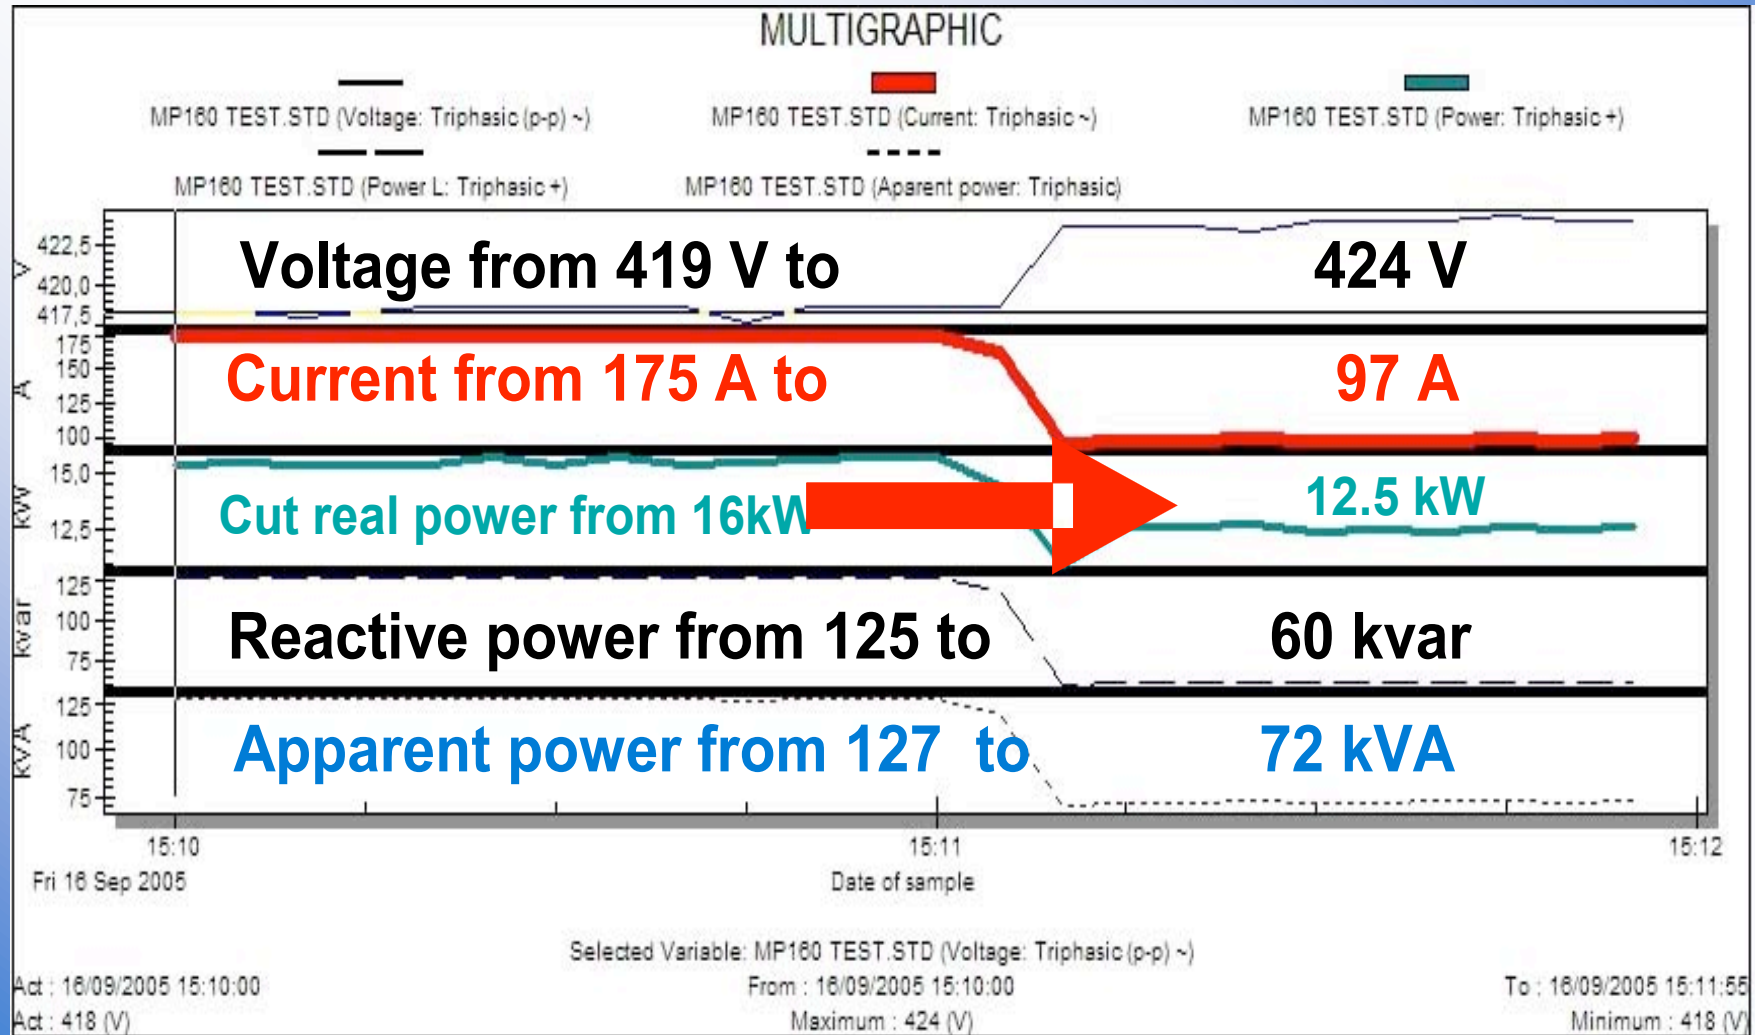 MULTIGRAPHIC
MP160 TEST.STD (Voltage: Triphasic (p-p) ~)
MP160 TEST.STD (Current: Triphasic ~)
MP160 TEST.STD (Power: Triphasic +)
MP160 TEST.STD (Power L: Triphasic +)
MP160 TEST.STD (Aparent power: Triphasic)
V
422,5
420,0
417,5
Voltage from 419 V to 424 V
A
175
150
125
100
Current from 175 A to 97 A
kW
15,0
12,5
Cut real power from 16kW 12.5 kW
kvar
125
100
75
Reactive power from 125 to 60 kvar
kVA
125
100
75
Apparent power from 127 to 72 kVA
15:10 15:11 15:12
Fri 16 Sep 2005
Date of sample
Selected Variable: MP160 TEST.STD (Voltage: Triphasic (p-p) ~)
Act : 16/09/2005 15:10:00 From : 16/09/2005 15:10:00 To : 16/09/2005 15:11:55
Act : 418 (V) Maximum : 424 (V) Minimum : 418 (V)